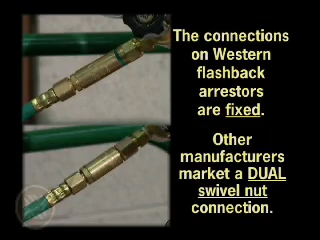 The connections
on Western
flashback
arrestors
are fixed.
Other
manufacturers
market a DUAL
swivel nut
connection.